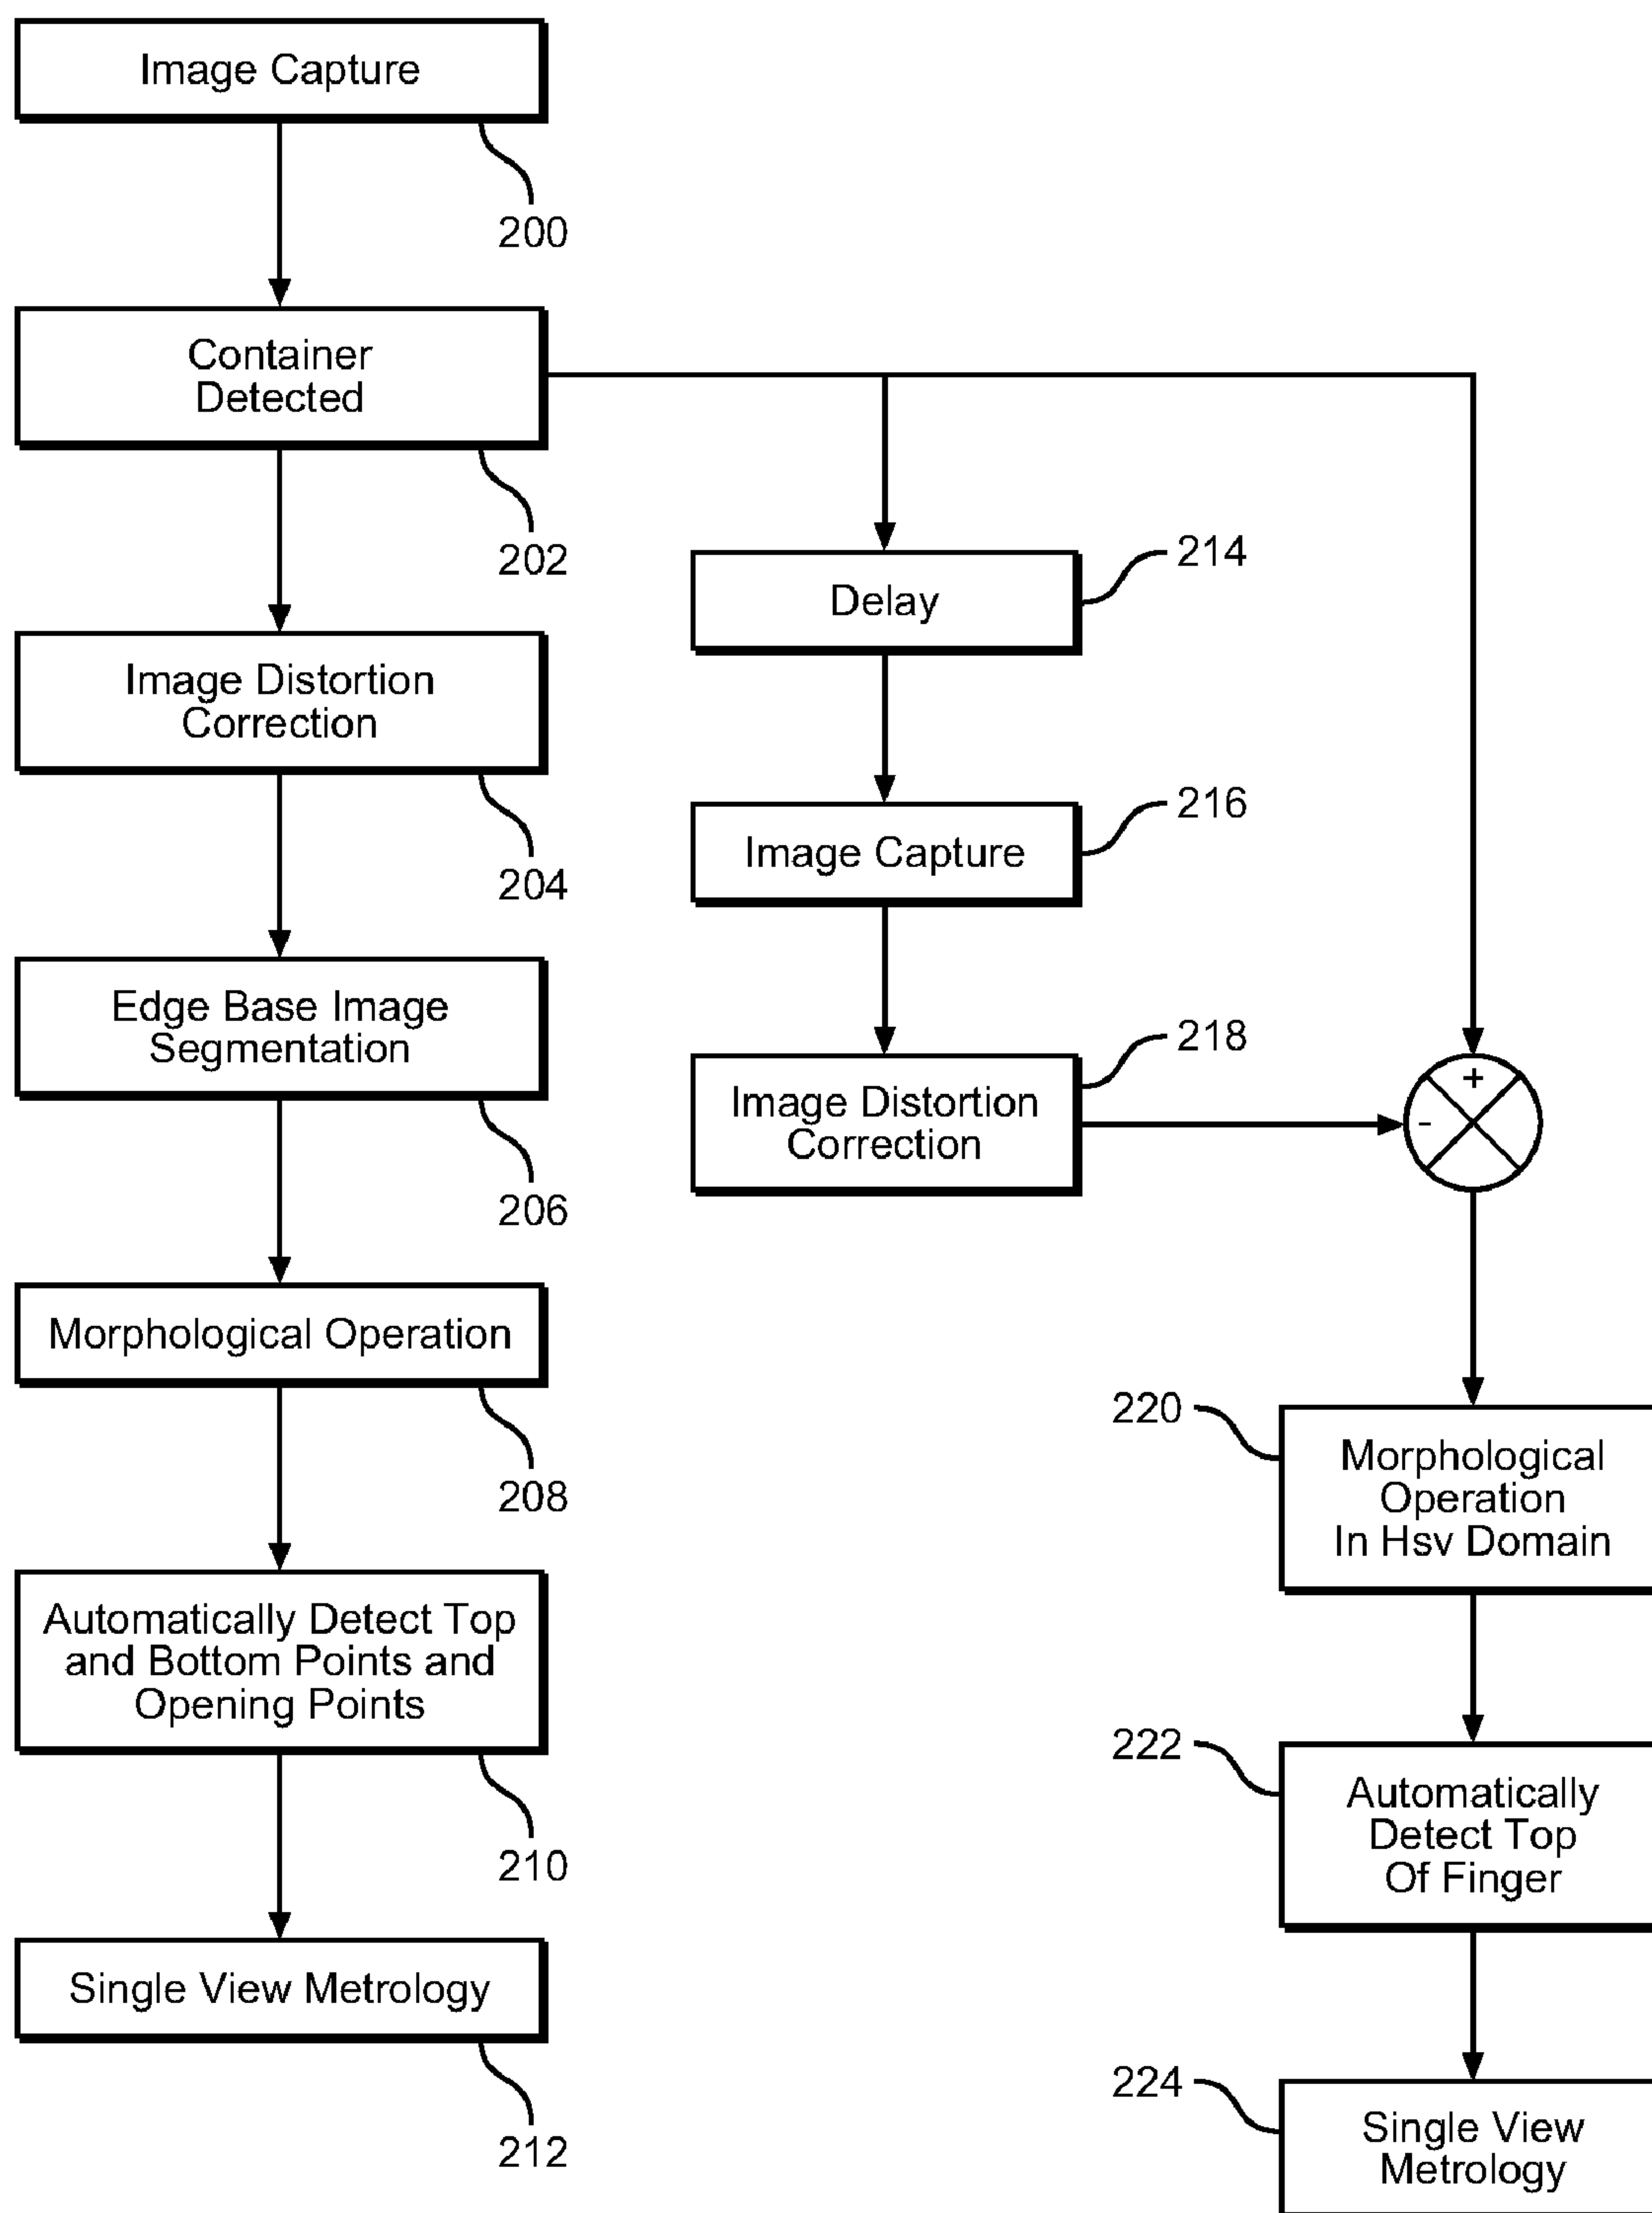 Image Capture
200
Container
Detected
202
Image Distortion
Correction
204
Edge Base Image
Segmentation
206
Morphological Operation
208
Automatically Detect Top
and Bottom Points and
Opening Points
210
Single View Metrology
212
Delay
214
Image Capture
216
Image Distortion
Correction
218
+
-
220
Morphological
Operation
In Hsv Domain
222
Automatically
Detect Top
Of Finger
224
Single View
Metrology